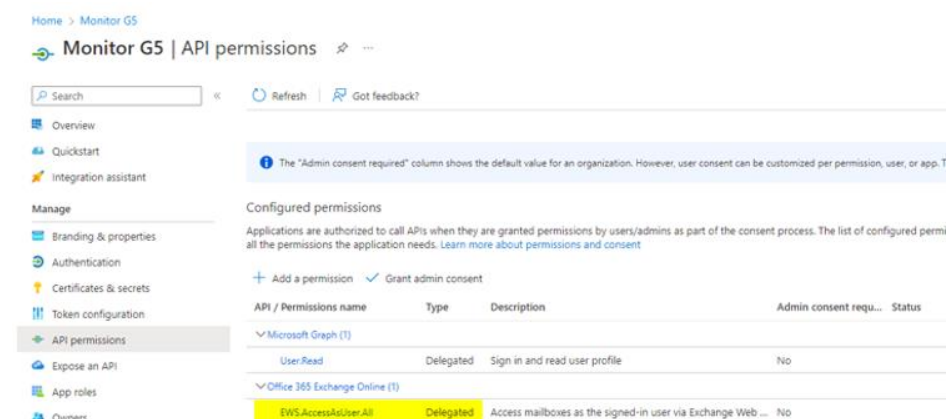 Home > Monitor G5
Monitor G5 | API permissions
Search
Refresh
Got feedback?
Overview
Quickstart
Integration assistant
The "Admin consent required" column shows the default value for an organization. However, user consent can be customized per permission, user, or app. T
Manage
Configured permissions
Branding & properties
Applications are authorized to call APIs when they are granted permissions by users/admins as part of the consent process. The list of configured permi
all the permissions the application needs. Learn more about permissions and consent
Authentication
Certificates & secrets
Add a permission
Grant admin consent
Token configuration
API / Permissions name Type Description Admin consent requ... Status
API permissions
Microsoft Graph (1)
Expose an API
User.Read Delegated Sign in and read user profile No
App roles
Office 365 Exchange Online (1)
Owners
EWS.AccessAsUser.All Delegated Access mailboxes as the signed-in user via Exchange Web ... No